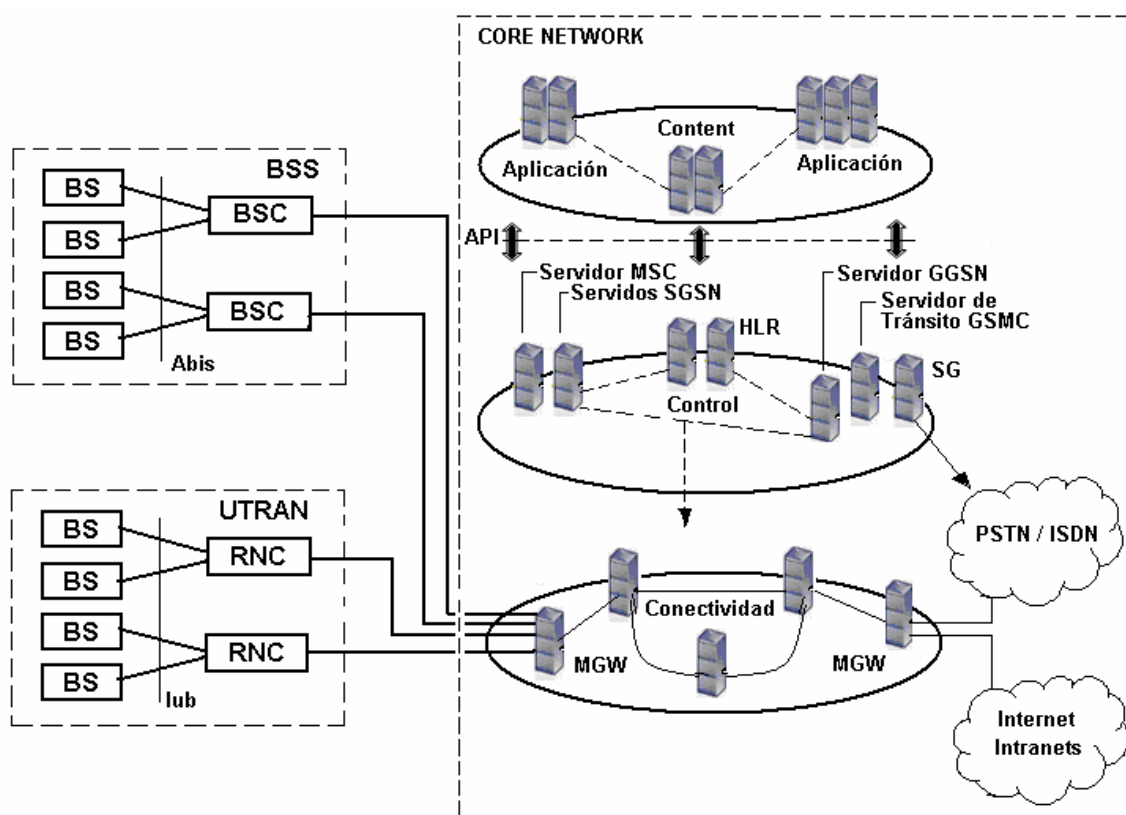 CORE NETWORK
Content
Aplicación
Aplicación
API
Servidor MSC
Servidos SGSN
Servidor GGSN
Servidor de
Tránsito GSMC
HLR
SG
Control
PSTN / ISDN
Conectividad
MGW
MGW
Internet
Intranets
BSS
BS
BS
BS
BS
BSC
BSC
Abis
UTRAN
BS
BS
BS
BS
RNC
RNC
Iub